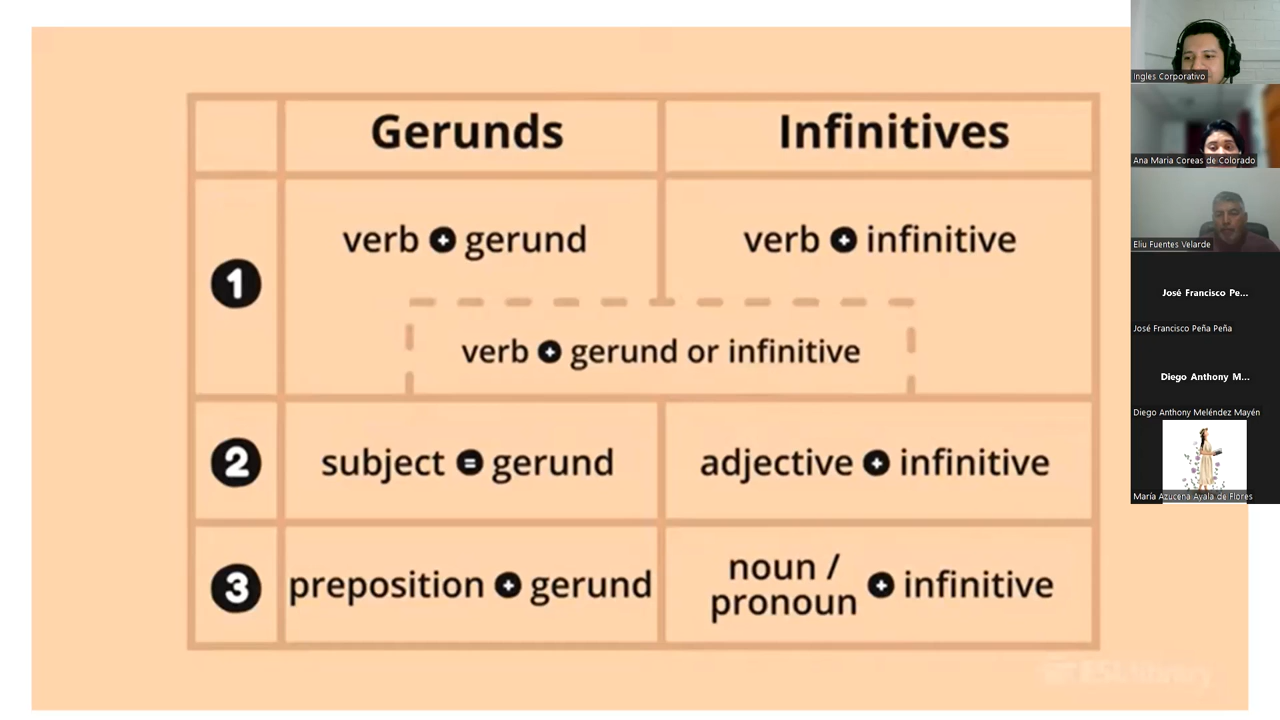 Gerunds
Infinitives
1
verb + gerund
verb + infinitive
verb + gerund or infinitive
2
subject = gerund
adjective + infinitive
3
preposition + gerund
noun /
pronoun + infinitive
ESL Library
Ingles Corporativo
Ana Maria Coreas de Colorado
Eliu Fuentes Velarde
José Francisco Pe...
José Francisco Peña Peña
Diego Anthony M...
Diego Anthony Meléndez Mayén
María Azucena Ayala de Flores